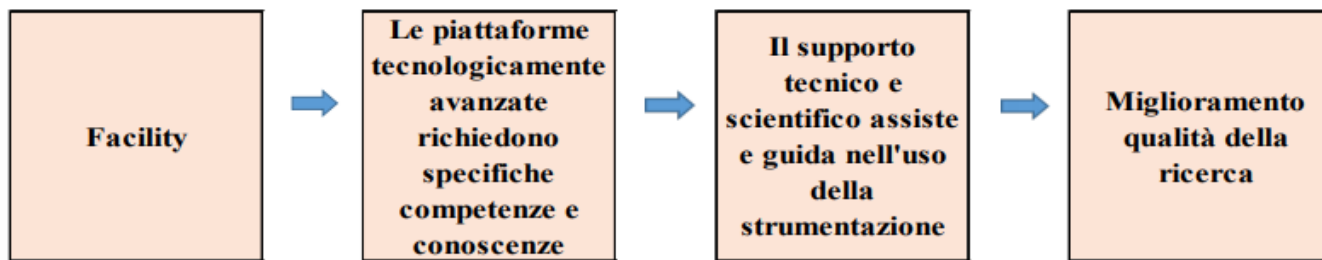 Facility
Le piattaforme
tecnologicamente
avanzate
richiedono
specifiche
competenze e
conoscenze
Il supporto
tecnico e
scientifico assiste
e guida nell'uso
della
strumentazione
Miglioramento
qualità della
ricerca